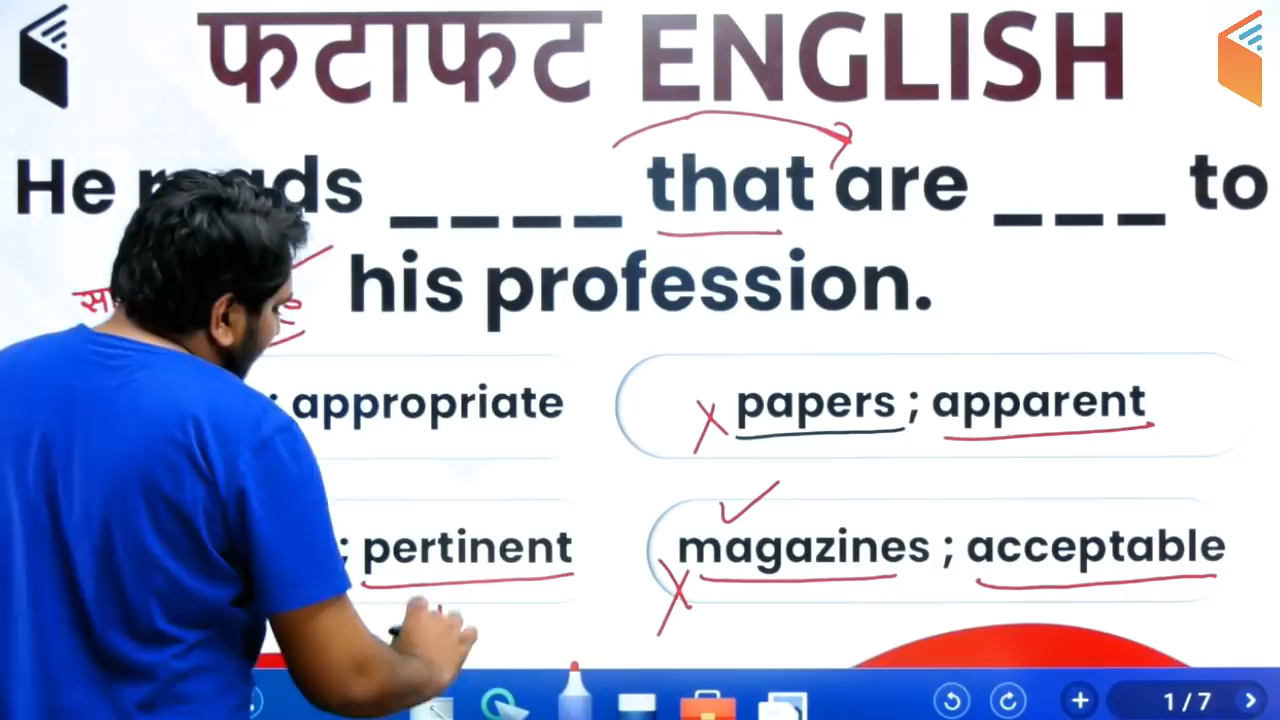 फटाफट ENGLISH
He reads ____ that are ___ to
his profession.
; appropriate
papers ; apparent
; pertinent
magazines ; acceptable
1 / 7